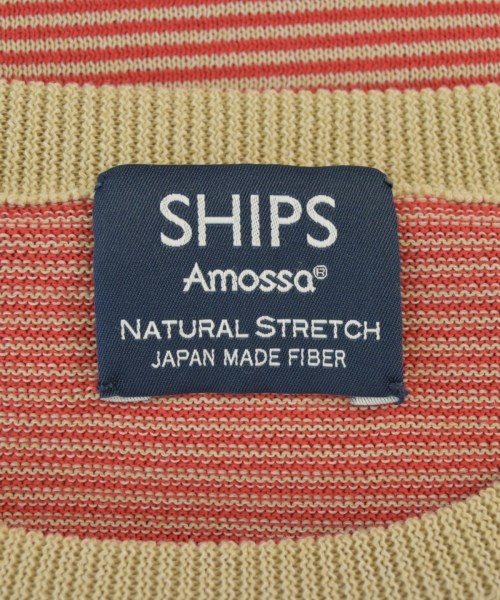 SHIPS
Amossa®
NATURAL STRETCH
JAPAN MADE FIBER